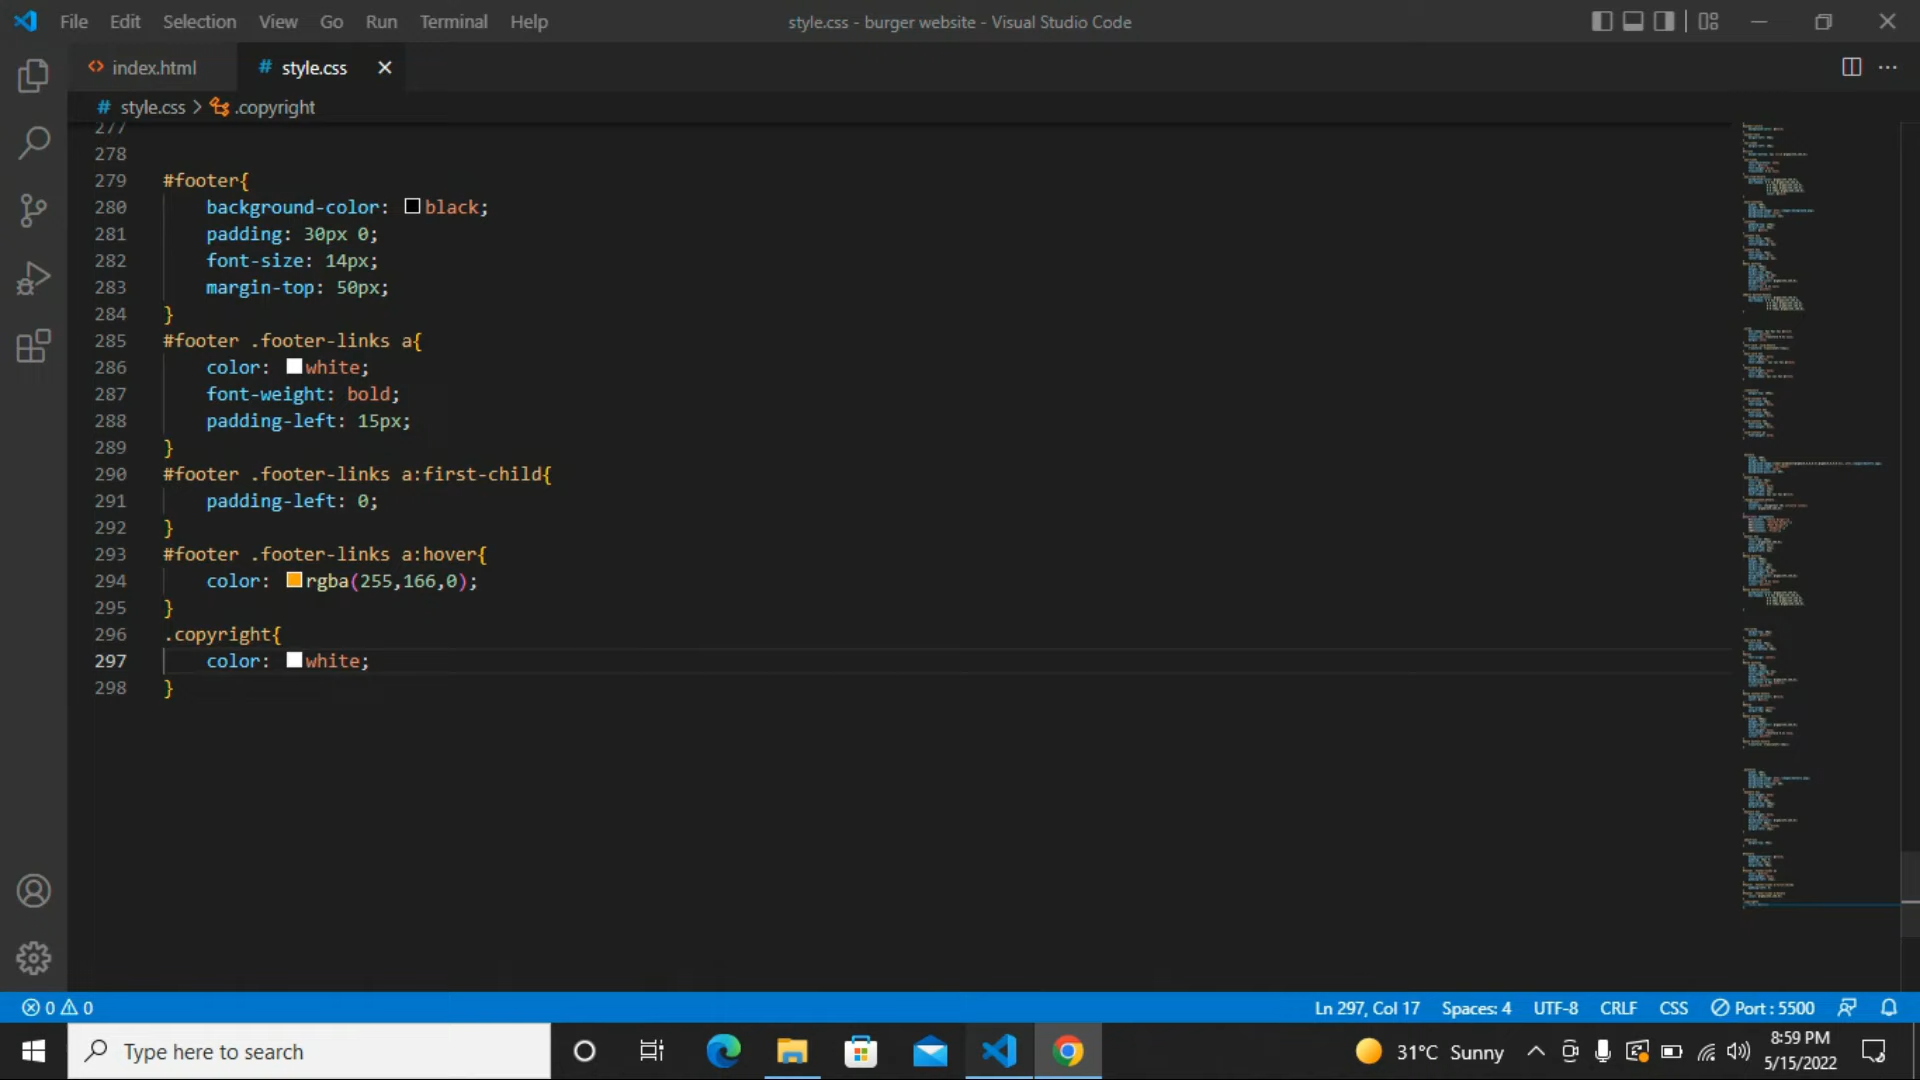 File Edit Selection View Go Run Terminal Help
style.css - burger website - Visual Studio Code
index.html
# style.css
# style.css > .copyright
277
278
279 #footer{
280 background-color: black;
281 padding: 30px 0;
282 font-size: 14px;
283 margin-top: 50px;
284 }
285 #footer .footer-links a{
286 color: white;
287 font-weight: bold;
288 padding-left: 15px;
289 }
290 #footer .footer-links a:first-child{
291 padding-left: 0;
292 }
293 #footer .footer-links a:hover{
294 color: rgba(255,166,0);
295 }
296 .copyright{
297 color: white;
298 }
0 0
Ln 297, Col 17 Spaces: 4 UTF-8 CRLF CSS Port : 5500
Type here to search
31°C Sunny
8:59 PM
5/15/2022